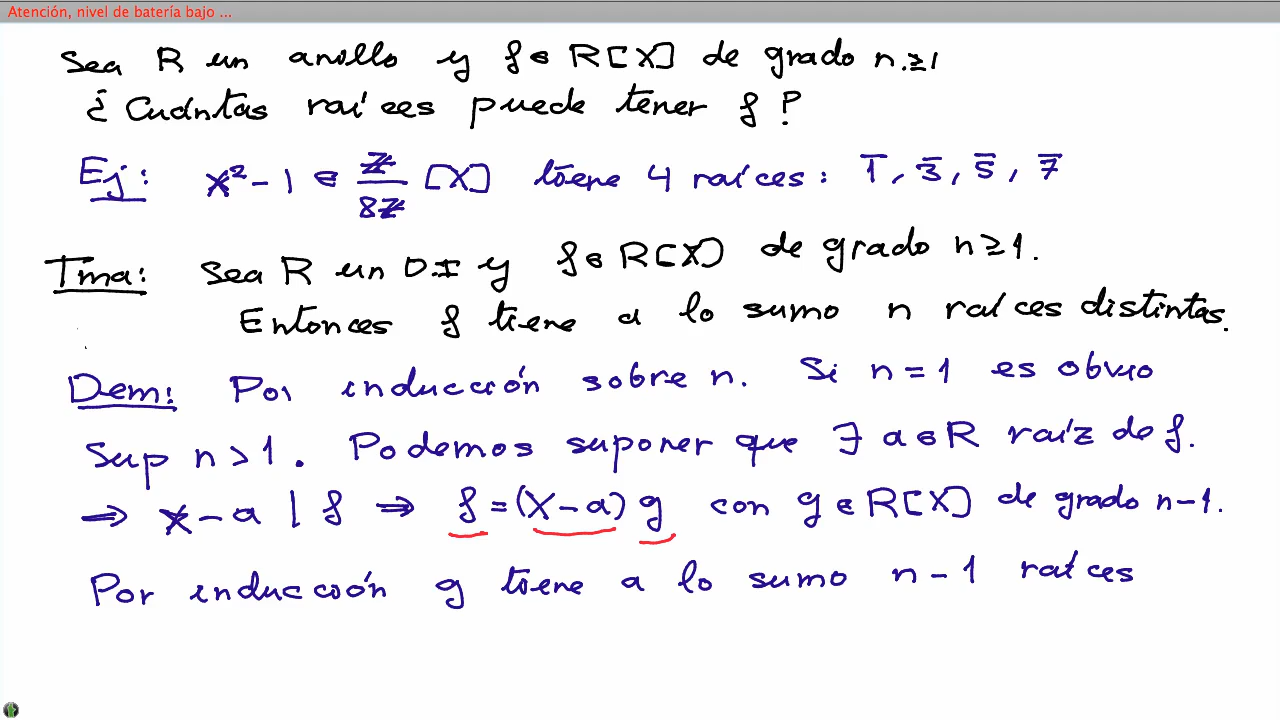 Atención, nivel de batería bajo ...
Sea R un anillo y f ∈ R[X] de grado n ≥ 1
¿Cuántas raíces puede tener f?
Ej: X² - 1 ∈ ℤ/8ℤ [X] tiene 4 raíces: 1̅, 3̅, 5̅, 7̅
Tma: Sea R un D.I y f ∈ R[X] de grado n ≥ 1.
Entonces f tiene a lo sumo n raíces distintas.
Dem: Por inducción sobre n. Si n = 1 es obvio
Sup n > 1. Podemos suponer que ∃ a ∈ R raíz de f.
⇒ X - a | f ⇒ f = (X - a) g con g ∈ R[X] de grado n - 1.
Por inducción g tiene a lo sumo n - 1 raíces